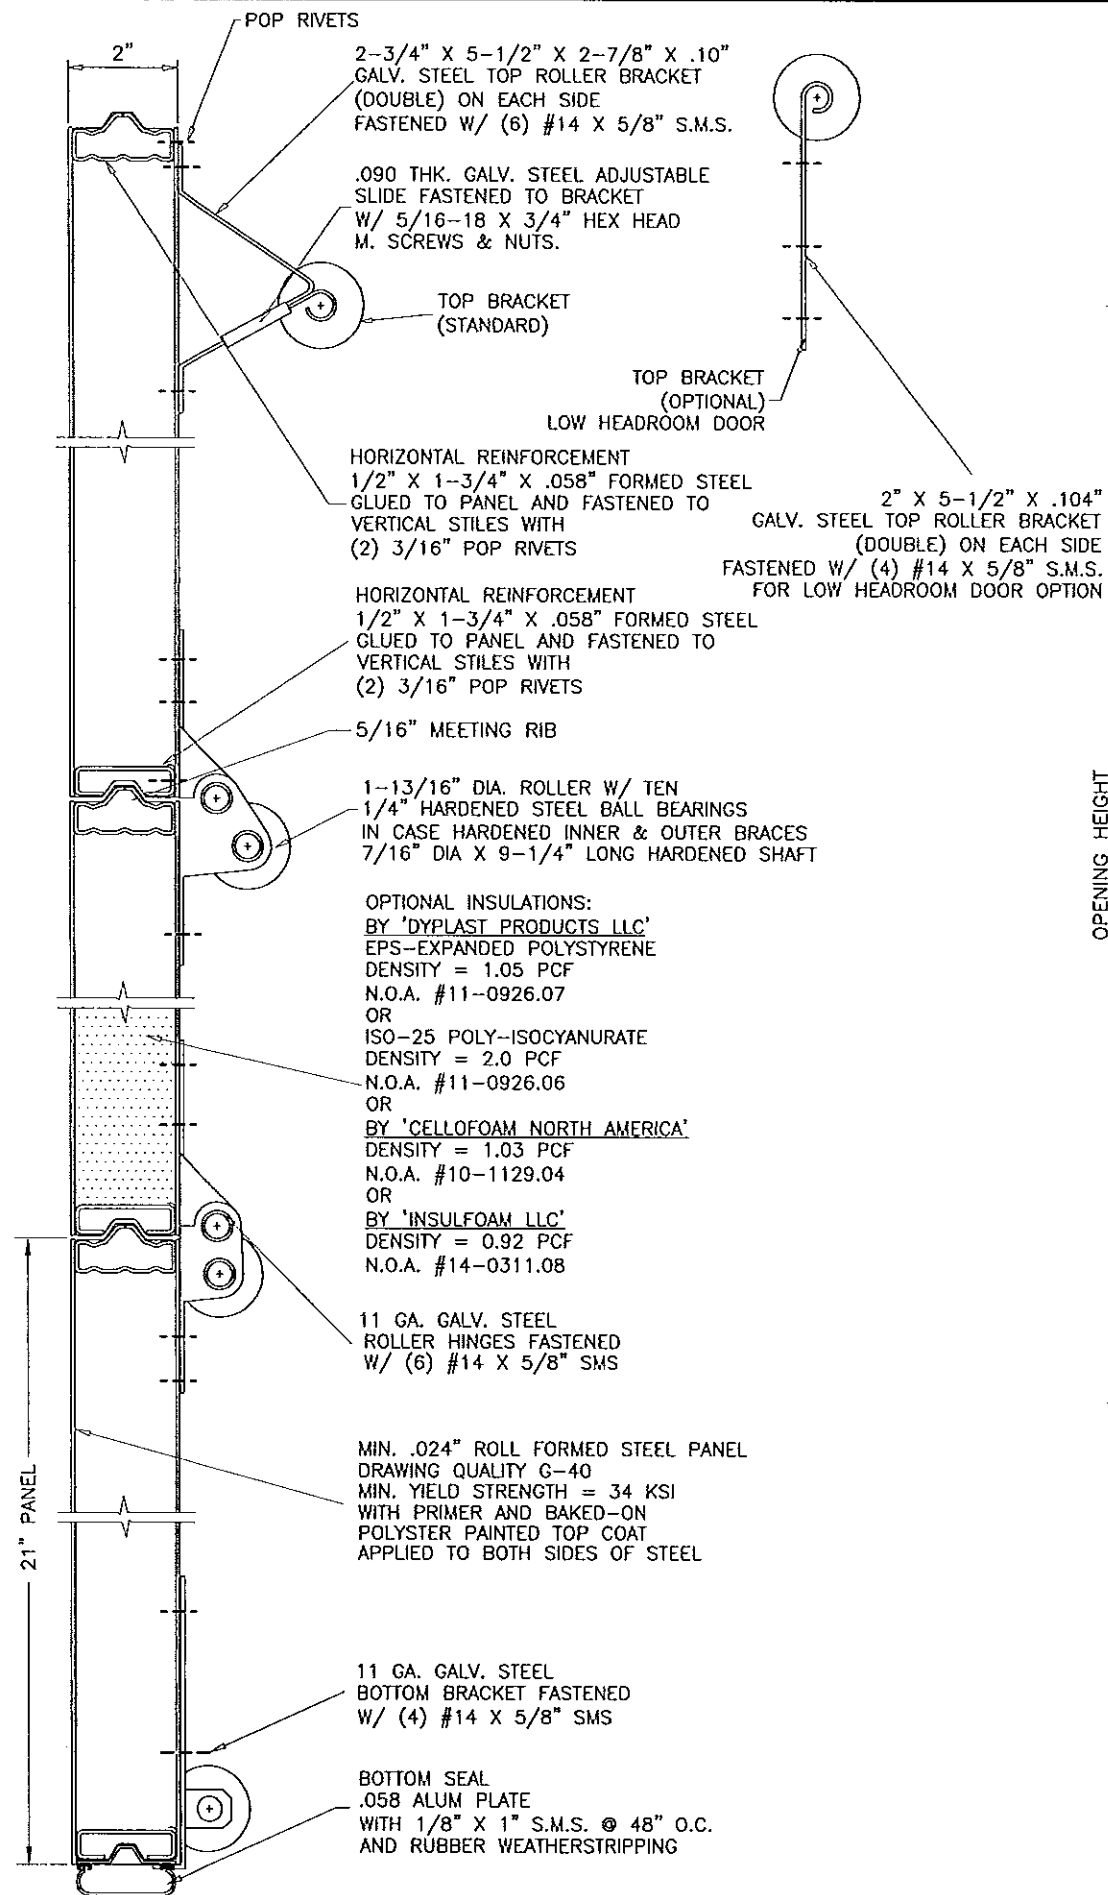 POP RIVETS
2"
2-3/4" X 5-1/2" X 2-7/8" X .10"
GALV. STEEL TOP ROLLER BRACKET
(DOUBLE) ON EACH SIDE
FASTENED W/ (6) #14 X 5/8" S.M.S.
.090 THK. GALV. STEEL ADJUSTABLE
SLIDE FASTENED TO BRACKET
W/ 5/16-18 X 3/4" HEX HEAD
M. SCREWS & NUTS.
TOP BRACKET
(STANDARD)
TOP BRACKET
(OPTIONAL)
LOW HEADROOM DOOR
HORIZONTAL REINFORCEMENT
1/2" X 1-3/4" X .058" FORMED STEEL
GLUED TO PANEL AND FASTENED TO
VERTICAL STILES WITH
(2) 3/16" POP RIVETS
2" X 5-1/2" X .104"
GALV. STEEL TOP ROLLER BRACKET
(DOUBLE) ON EACH SIDE
FASTENED W/ (4) #14 X 5/8" S.M.S.
FOR LOW HEADROOM DOOR OPTION
HORIZONTAL REINFORCEMENT
1/2" X 1-3/4" X .058" FORMED STEEL
GLUED TO PANEL AND FASTENED TO
VERTICAL STILES WITH
(2) 3/16" POP RIVETS
5/16" MEETING RIB
1-13/16" DIA. ROLLER W/ TEN
1/4" HARDENED STEEL BALL BEARINGS
IN CASE HARDENED INNER & OUTER BRACES
7/16" DIA X 9-1/4" LONG HARDENED SHAFT
OPENING HEIGHT
OPTIONAL INSULATIONS:
BY 'DYPLAST PRODUCTS LLC'
EPS-EXPANDED POLYSTYRENE
DENSITY = 1.05 PCF
N.O.A. #11-0926.07
OR
ISO-25 POLY-ISOCYANURATE
DENSITY = 2.0 PCF
N.O.A. #11-0926.06
OR
BY 'CELLOFOAM NORTH AMERICA'
DENSITY = 1.03 PCF
N.O.A. #10-1129.04
OR
BY 'INSULFOAM LLC'
DENSITY = 0.92 PCF
N.O.A. #14-0311.08
11 GA. GALV. STEEL
ROLLER HINGES FASTENED
W/ (6) #14 X 5/8" SMS
21" PANEL
MIN. .024" ROLL FORMED STEEL PANEL
DRAWING QUALITY G-40
MIN. YIELD STRENGTH = 34 KSI
WITH PRIMER AND BAKED-ON
POLYSTER PAINTED TOP COAT
APPLIED TO BOTH SIDES OF STEEL
11 GA. GALV. STEEL
BOTTOM BRACKET FASTENED
W/ (4) #14 X 5/8" SMS
BOTTOM SEAL
.058 ALUM PLATE
WITH 1/8" X 1" S.M.S. @ 48" O.C.
AND RUBBER WEATHERSTRIPPING